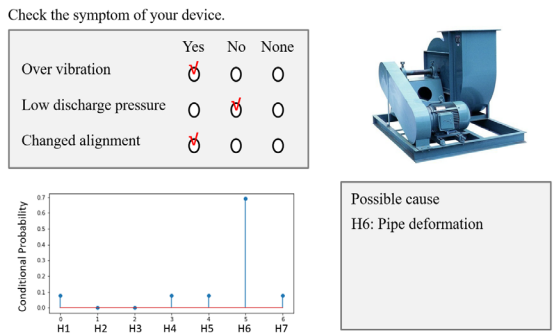 Check the symptom of your device.
Yes No None
Over vibration
Low discharge pressure
Changed alignment
Conditional Probability
0.7
0.6
0.5
0.4
0.3
0.2
0.1
0.0
0 1 2 3 4 5 6
H1 H2 H3 H4 H5 H6 H7
Possible cause
H6: Pipe deformation